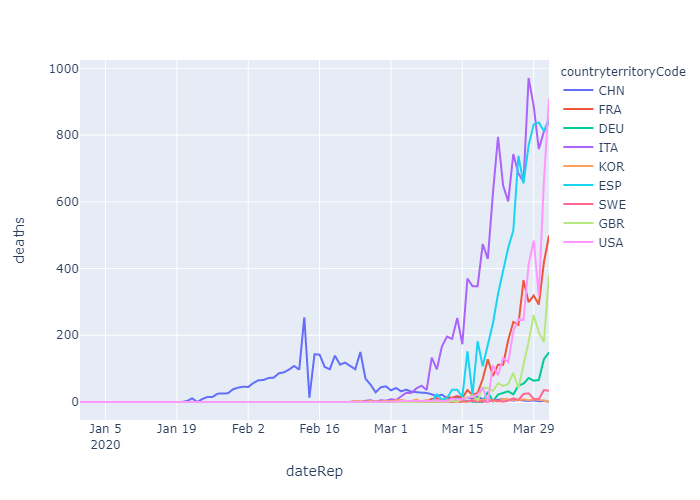 1000
800
600
400
200
0
deaths
Jan 5
2020
Jan 19
Feb 2
Feb 16
Mar 1
Mar 15
Mar 29
dateRep
countryterritoryCode
CHN
FRA
DEU
ITA
KOR
ESP
SWE
GBR
USA